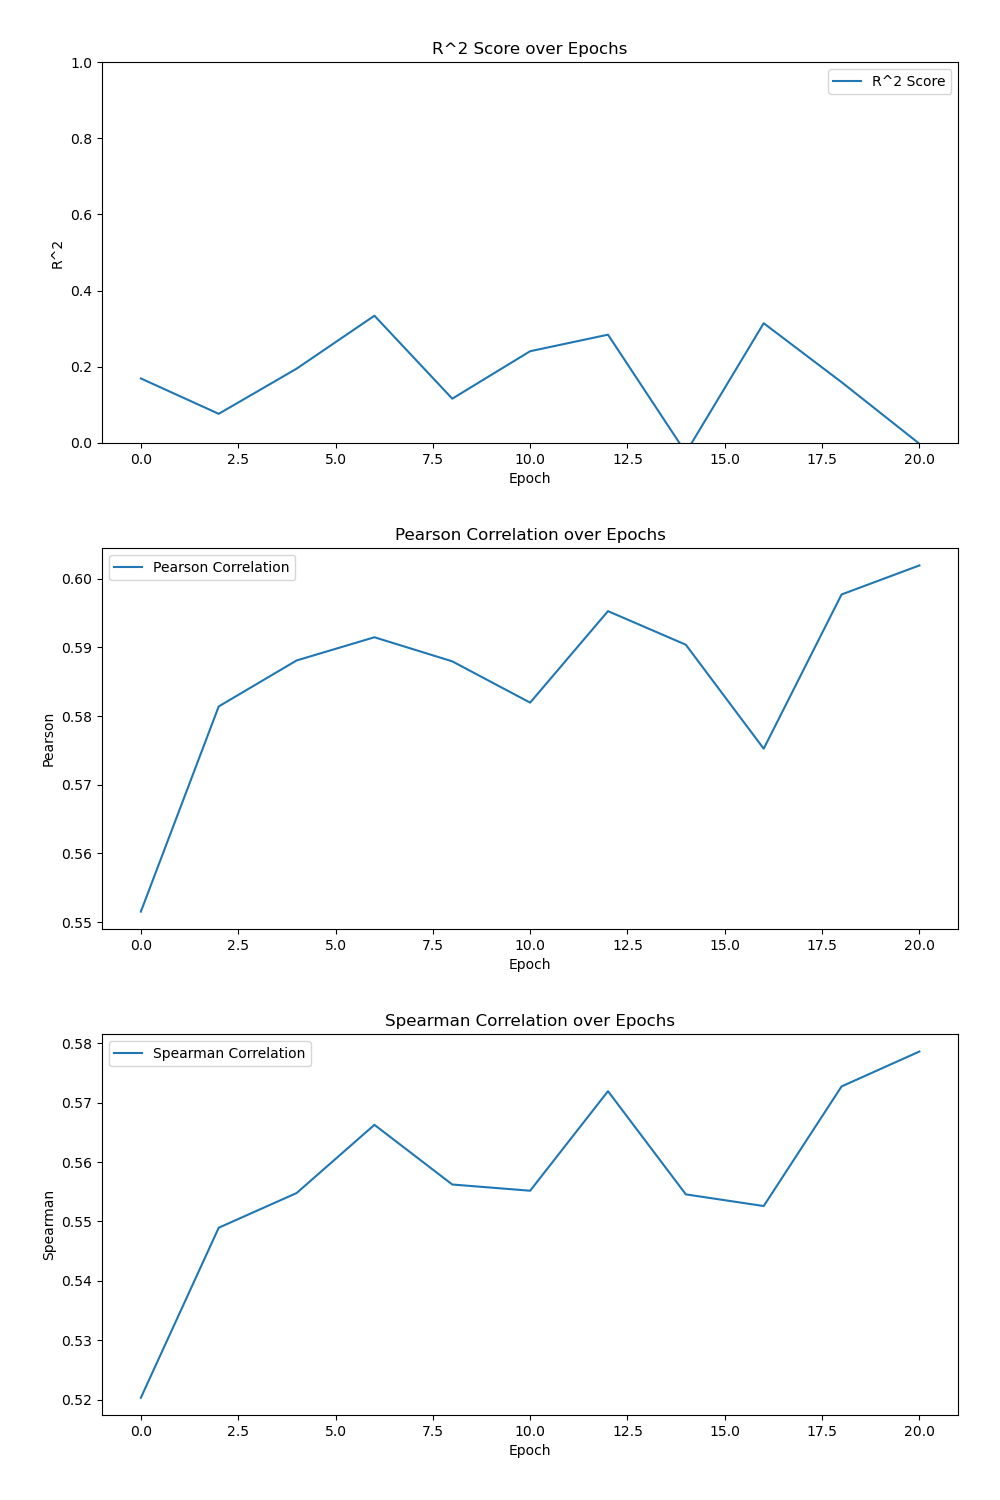 R^2 Score over Epochs
1.0
R^2 Score
0.8
0.6
R^2
0.4
0.2
0.0
0.0 2.5 5.0 7.5 10.0 12.5 15.0 17.5 20.0
Epoch
Pearson Correlation over Epochs
Pearson Correlation
0.60
0.59
0.58
Pearson
0.57
0.56
0.55
0.0 2.5 5.0 7.5 10.0 12.5 15.0 17.5 20.0
Epoch
Spearman Correlation over Epochs
0.58
Spearman Correlation
0.57
0.56
0.55
Spearman
0.54
0.53
0.52
0.0 2.5 5.0 7.5 10.0 12.5 15.0 17.5 20.0
Epoch